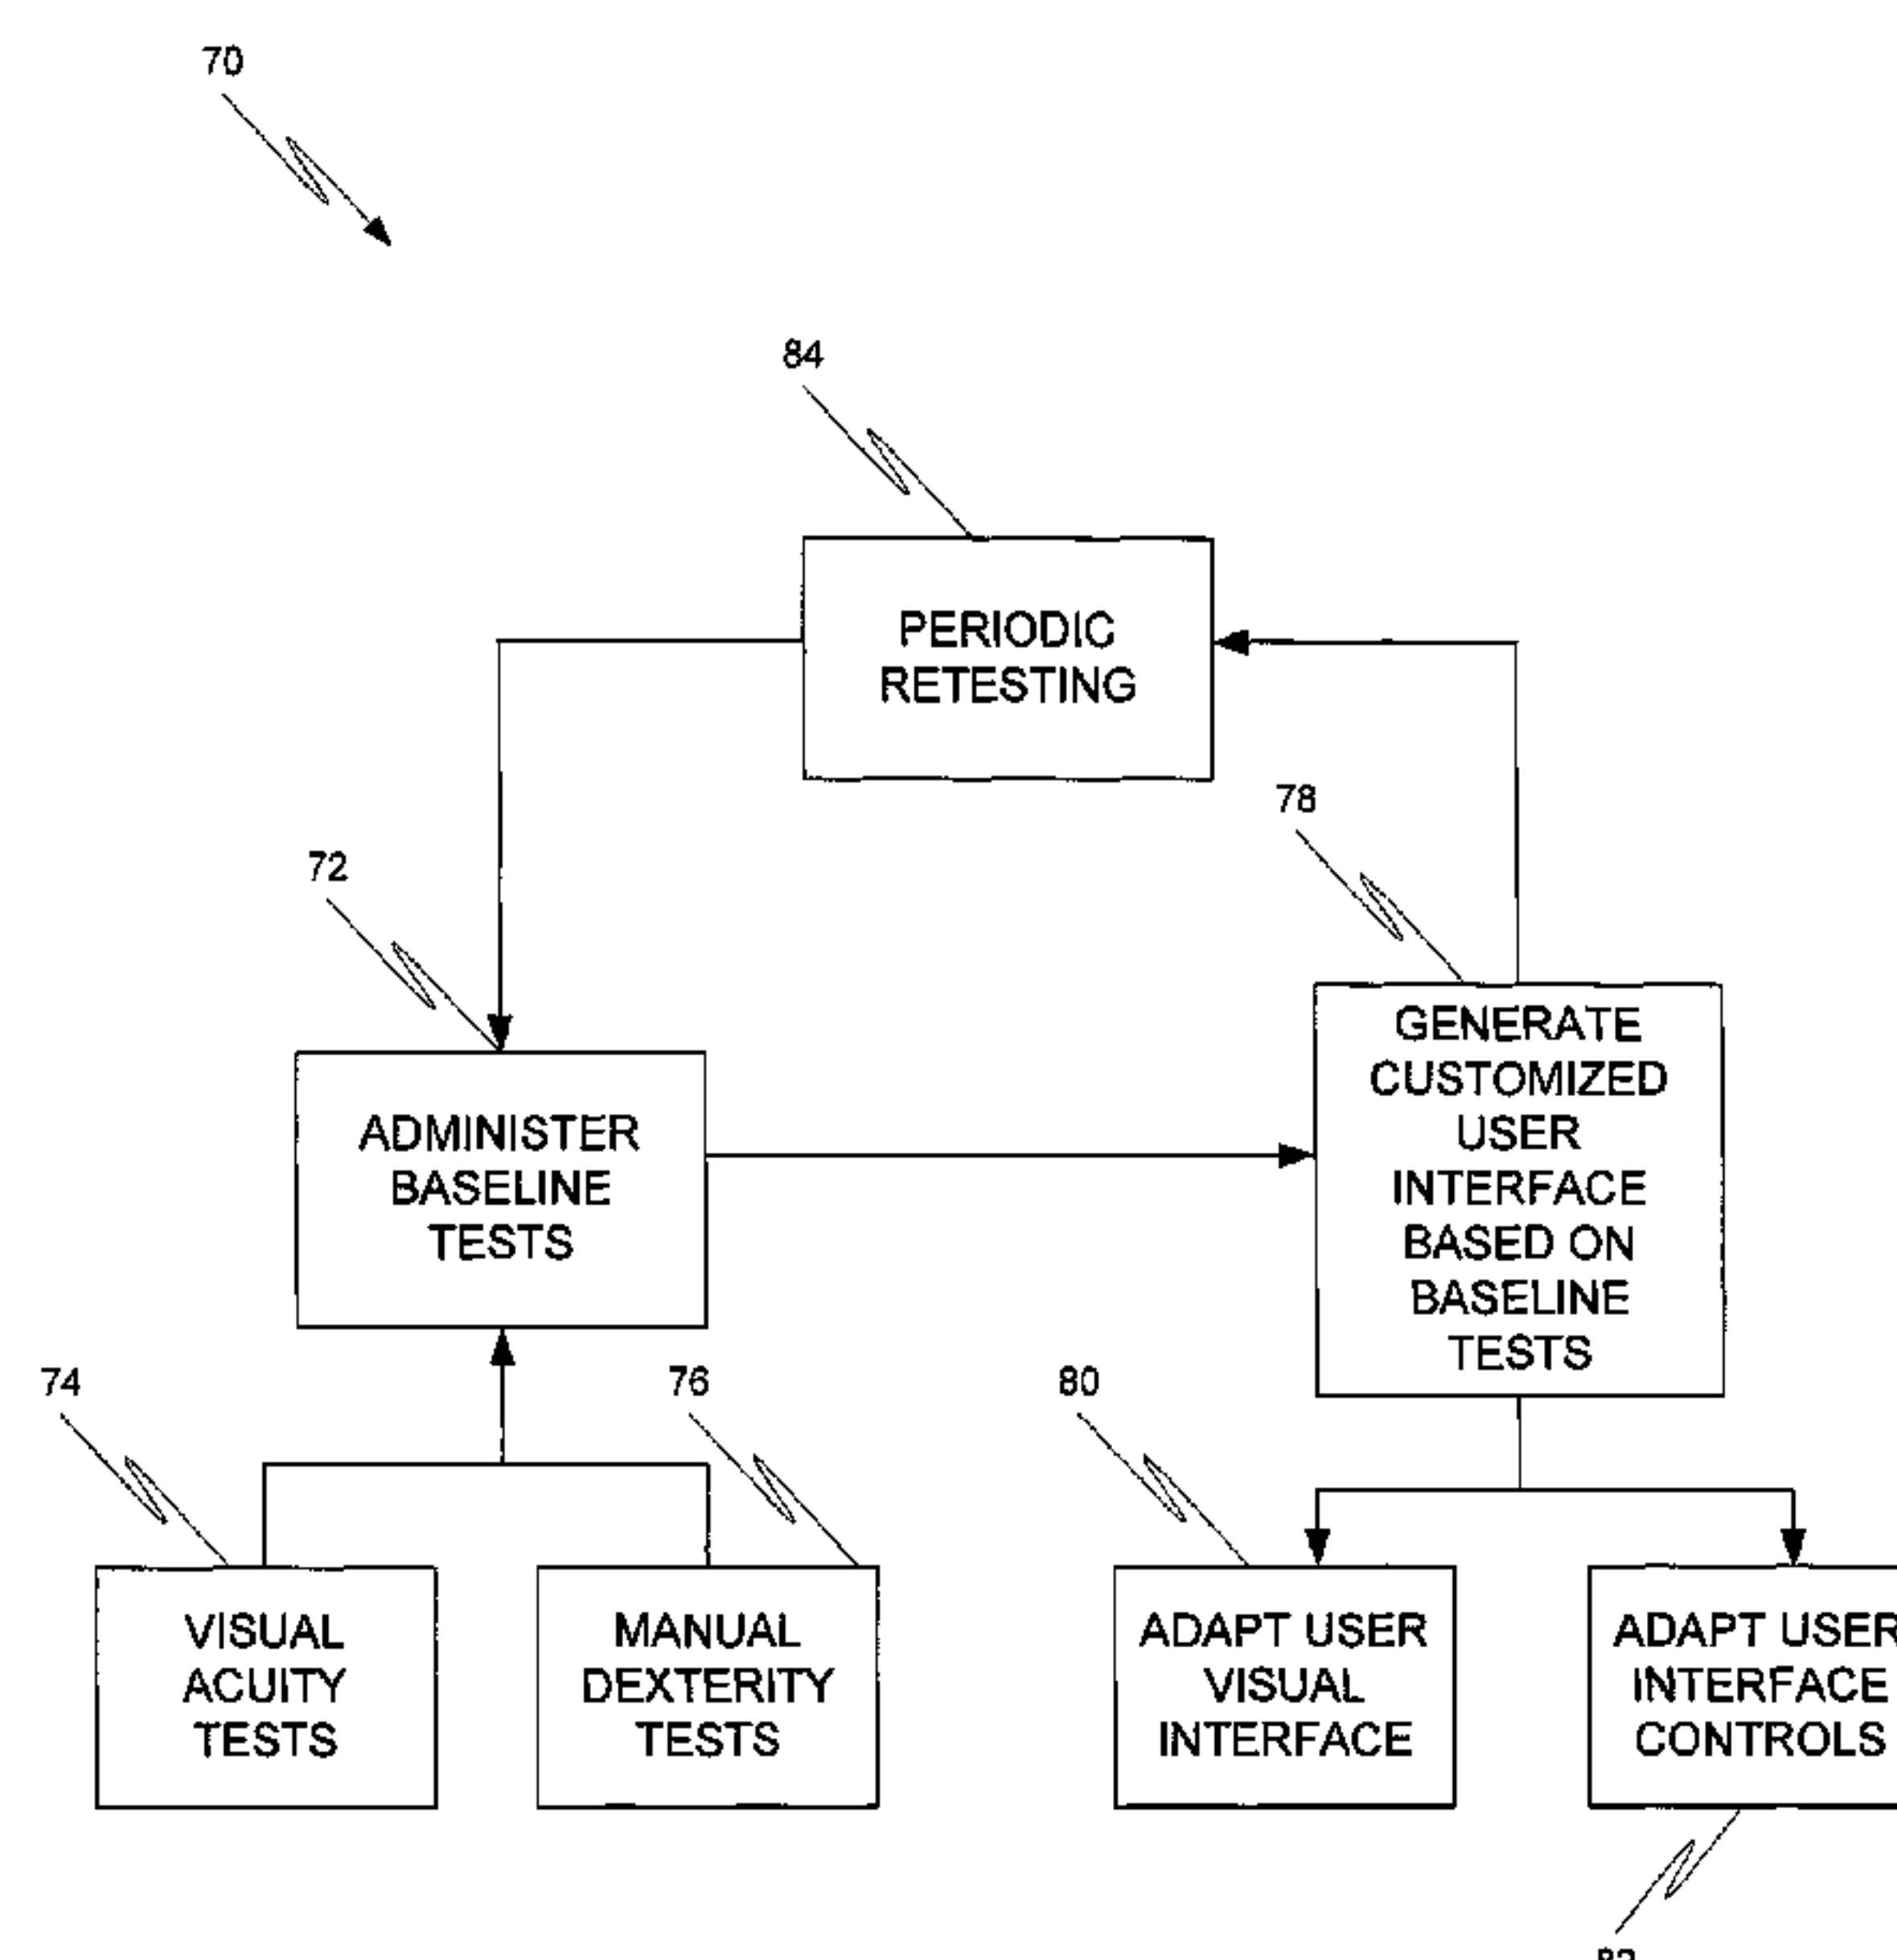 70
84
PERIODIC
RETESTING
78
72
GENERATE
CUSTOMIZED
USER
INTERFACE
BASED ON
BASELINE
TESTS
ADMINISTER
BASELINE
TESTS
74
76
80
VISUAL
ACUITY
TESTS
MANUAL
DEXTERITY
TESTS
ADAPT USER
VISUAL
INTERFACE
ADAPT USER
INTERFACE
CONTROLS